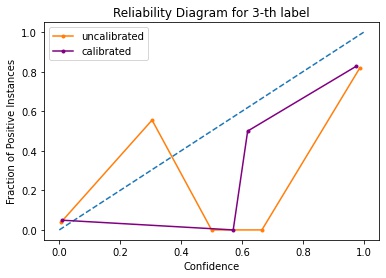 Reliability Diagram for 3-th label
uncalibrated
calibrated
Fraction of Positive Instances
1.0
0.8
0.6
0.4
0.2
0.0
0.0 0.2 0.4 0.6 0.8 1.0
Confidence